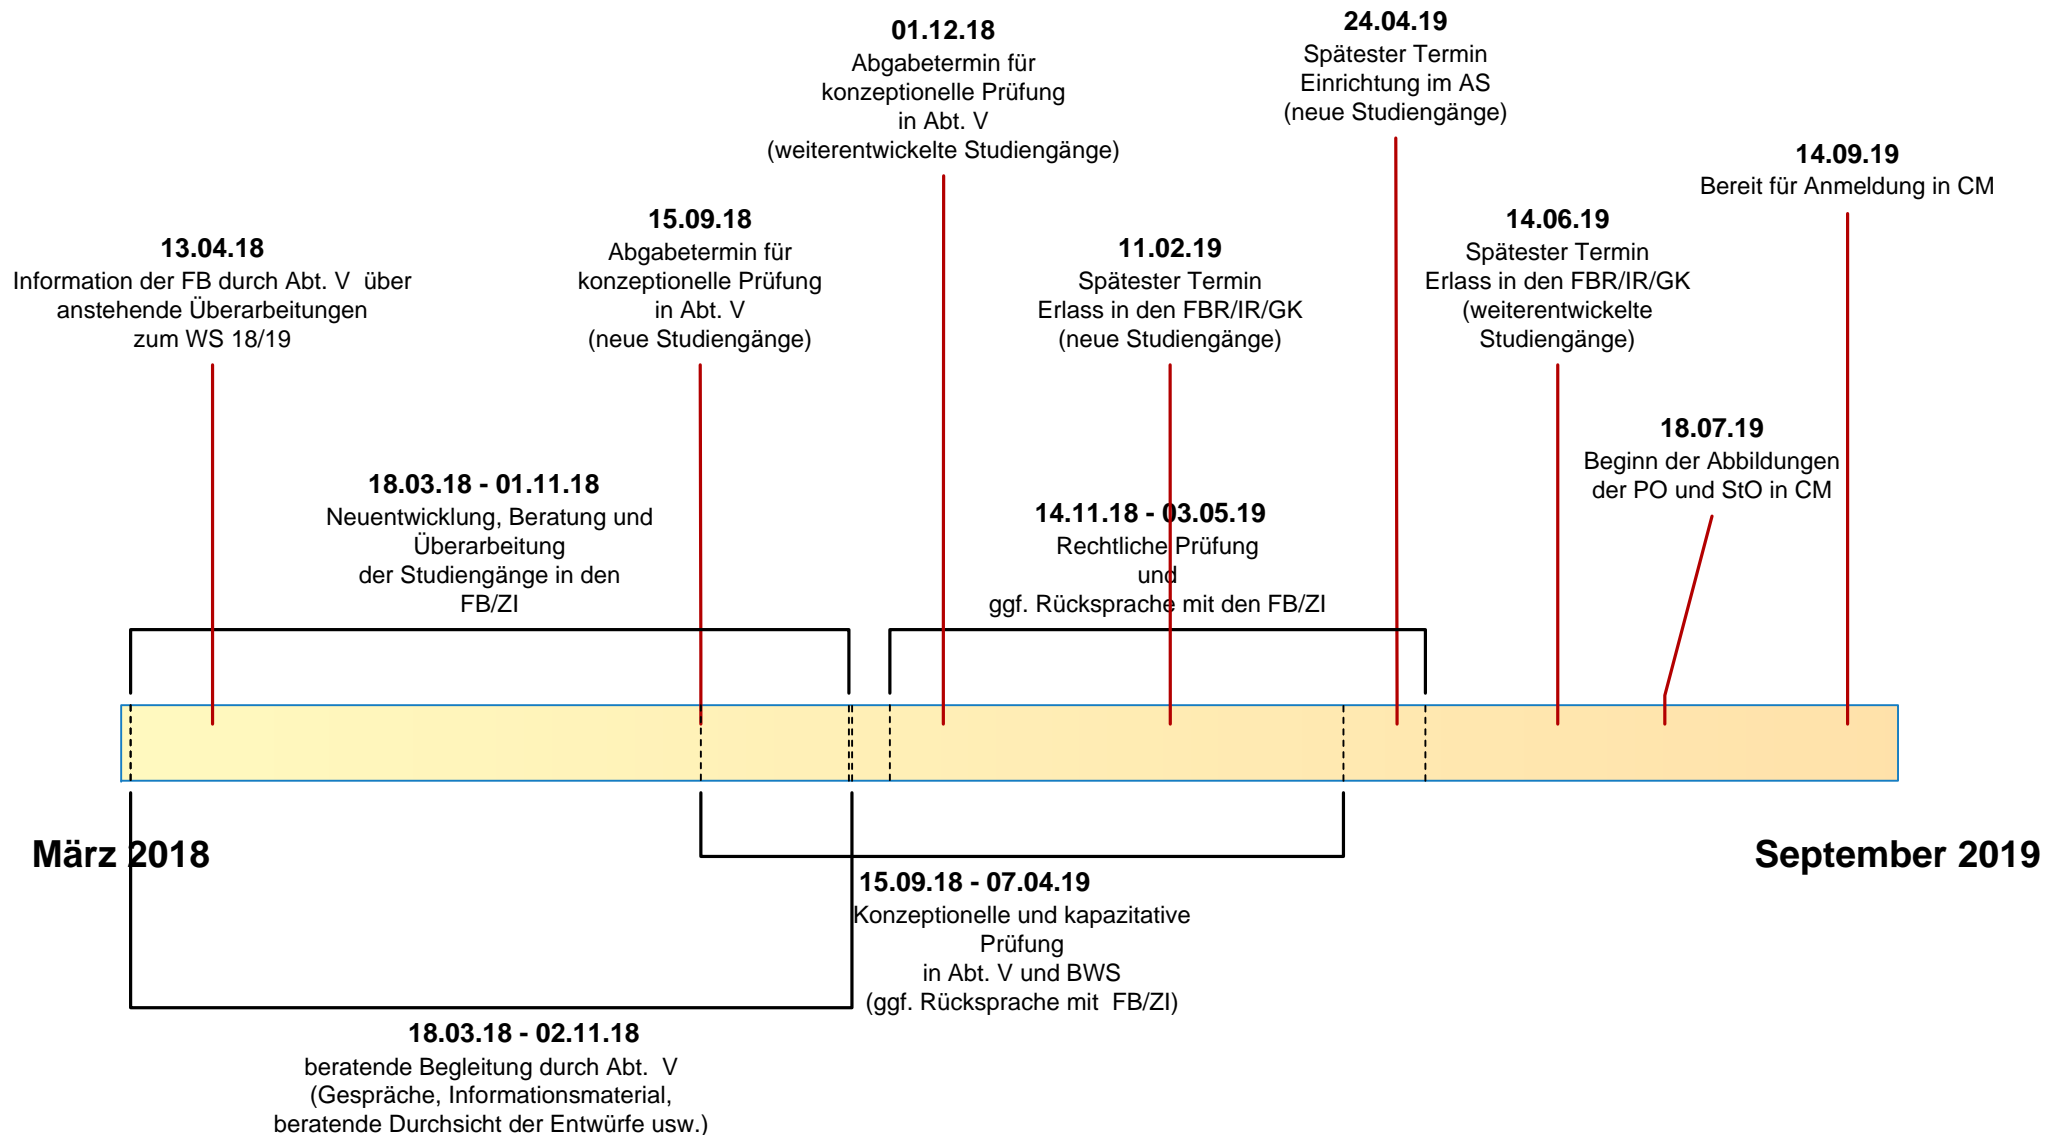 01.12.18
Abgabetermin für
konzeptionelle Prüfung
in Abt. V
(weiterentwickelte Studiengänge)
24.04.19
Spätester Termin
Einrichtung im AS
(neue Studiengänge)
14.09.19
Bereit für Anmeldung in CM
13.04.18
Information der FB durch Abt. V über
anstehende Überarbeitungen
zum WS 18/19
15.09.18
Abgabetermin für
konzeptionelle Prüfung
in Abt. V
(neue Studiengänge)
11.02.19
Spätester Termin
Erlass in den FBR/IR/GK
(neue Studiengänge)
14.06.19
Spätester Termin
Erlass in den FBR/IR/GK
(weiterentwickelte
Studiengänge)
18.07.19
Beginn der Abbildungen
der PO und StO in CM
18.03.18 - 01.11.18
Neuentwicklung, Beratung und
Überarbeitung
der Studiengänge in den
FB/ZI
14.11.18 - 03.05.19
Rechtliche Prüfung
und
ggf. Rücksprache mit den FB/ZI
März 2018
September 2019
15.09.18 - 07.04.19
Konzeptionelle und kapazitative
Prüfung
in Abt. V und BWS
(ggf. Rücksprache mit FB/ZI)
18.03.18 - 02.11.18
beratende Begleitung durch Abt. V
(Gespräche, Informationsmaterial,
beratende Durchsicht der Entwürfe usw.)